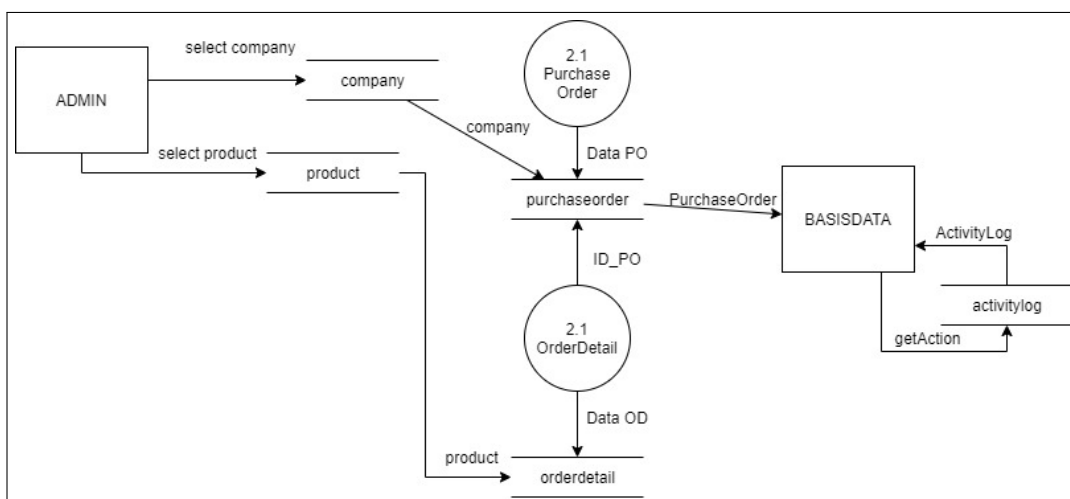 select company
2.1
Purchase
Order
company
ADMIN
company
select product
Data PO
product
purchaseorder
PurchaseOrder
BASISDATA
ActivityLog
ID_PO
activitylog
2.1
OrderDetail
getAction
Data OD
product
orderdetail